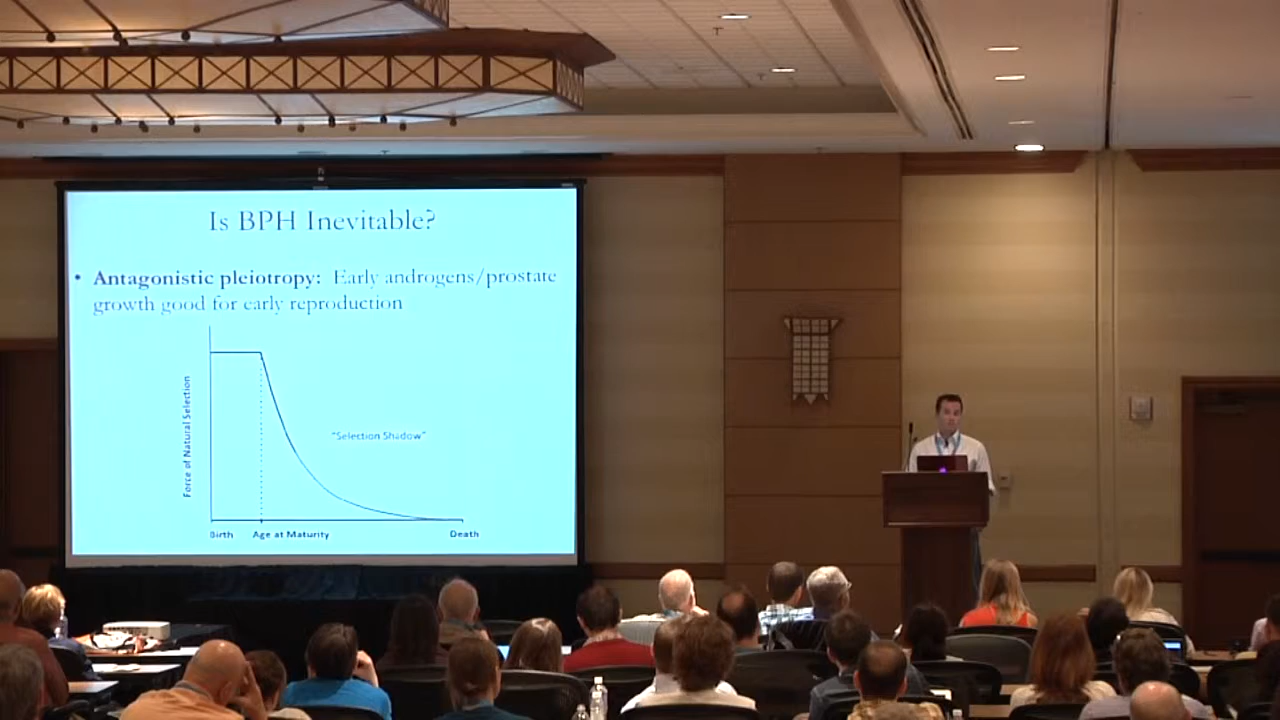 Is BPH Inevitable?
• Antagonistic pleiotropy: Early androgens/prostate
growth good for early reproduction
Force of Natural Selection
"Selection Shadow"
Birth Age at Maturity Death